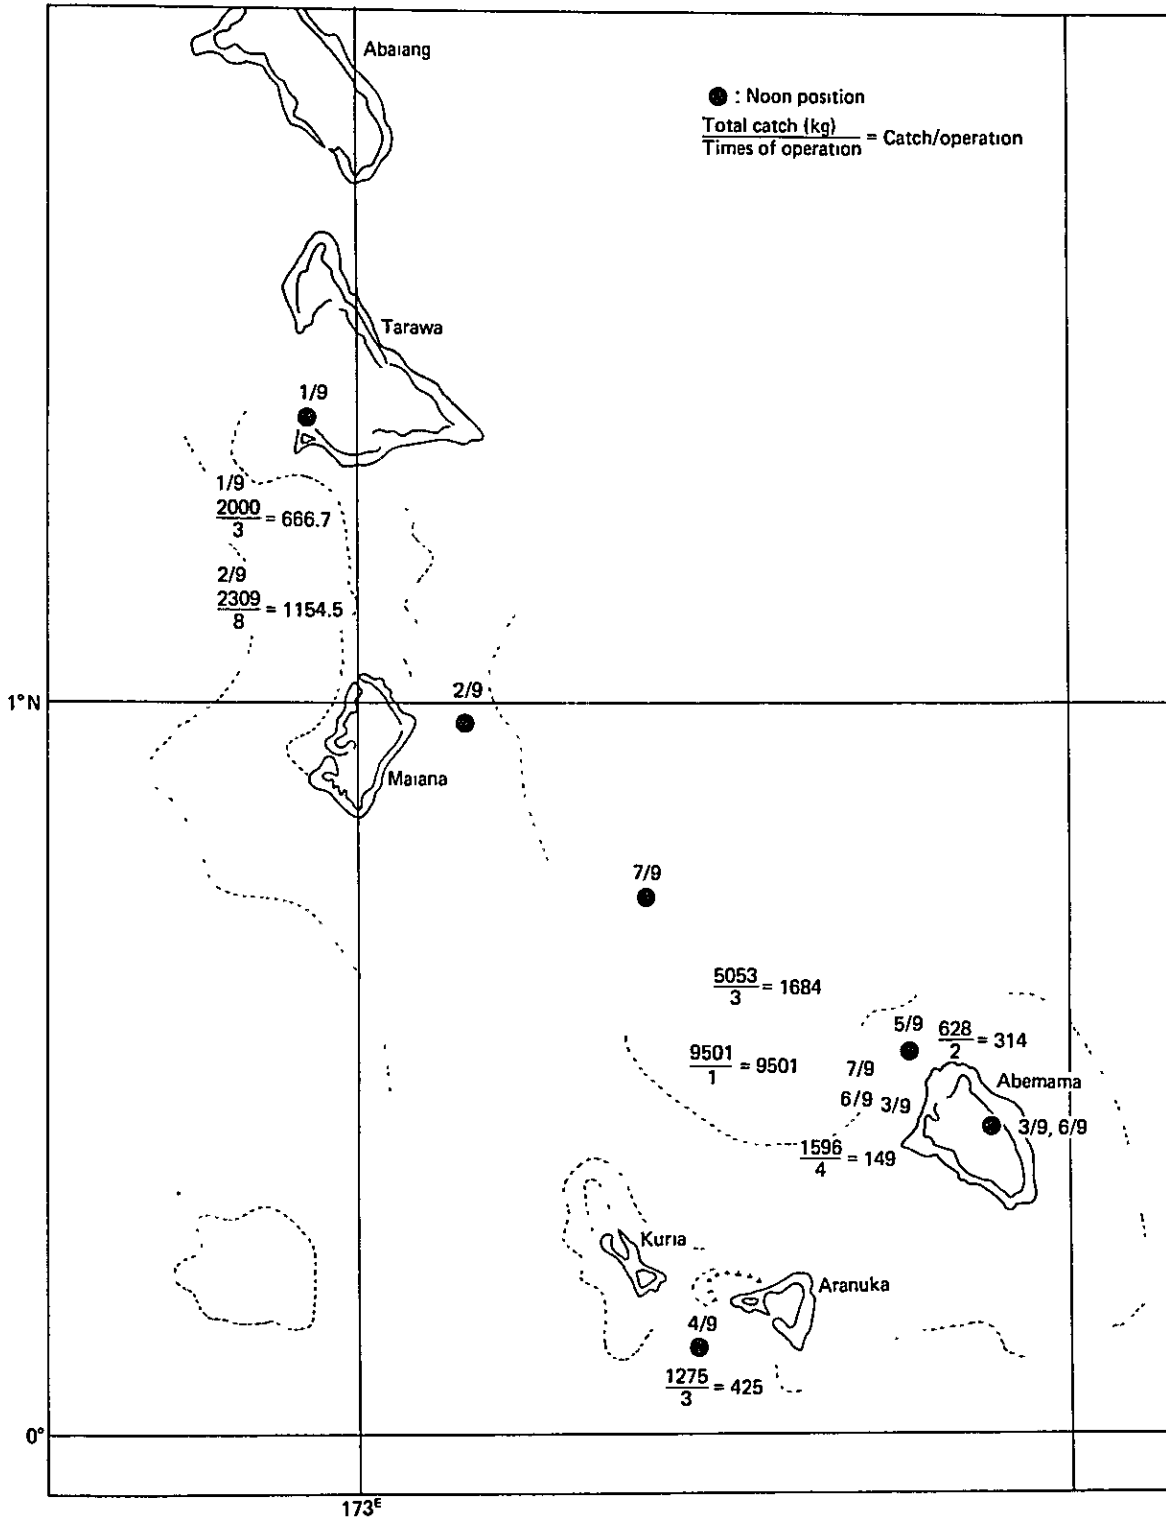 Abaiang
: Noon position
Total catch (kg)
Times of operation = Catch/operation
Tarawa
1/9
1/9
2000
3 = 666.7
2/9
2309
8 = 1154.5
1° N
2/9
Maiana
7/9
5053
3 = 1684
5/9
628
2 = 314
9501
1 = 9501
7/9
Abemama
6/9 3/9
3/9, 6/9
1596
4 = 149
Kuria
Aranuka
4/9
1275
3 = 425
0°
173E